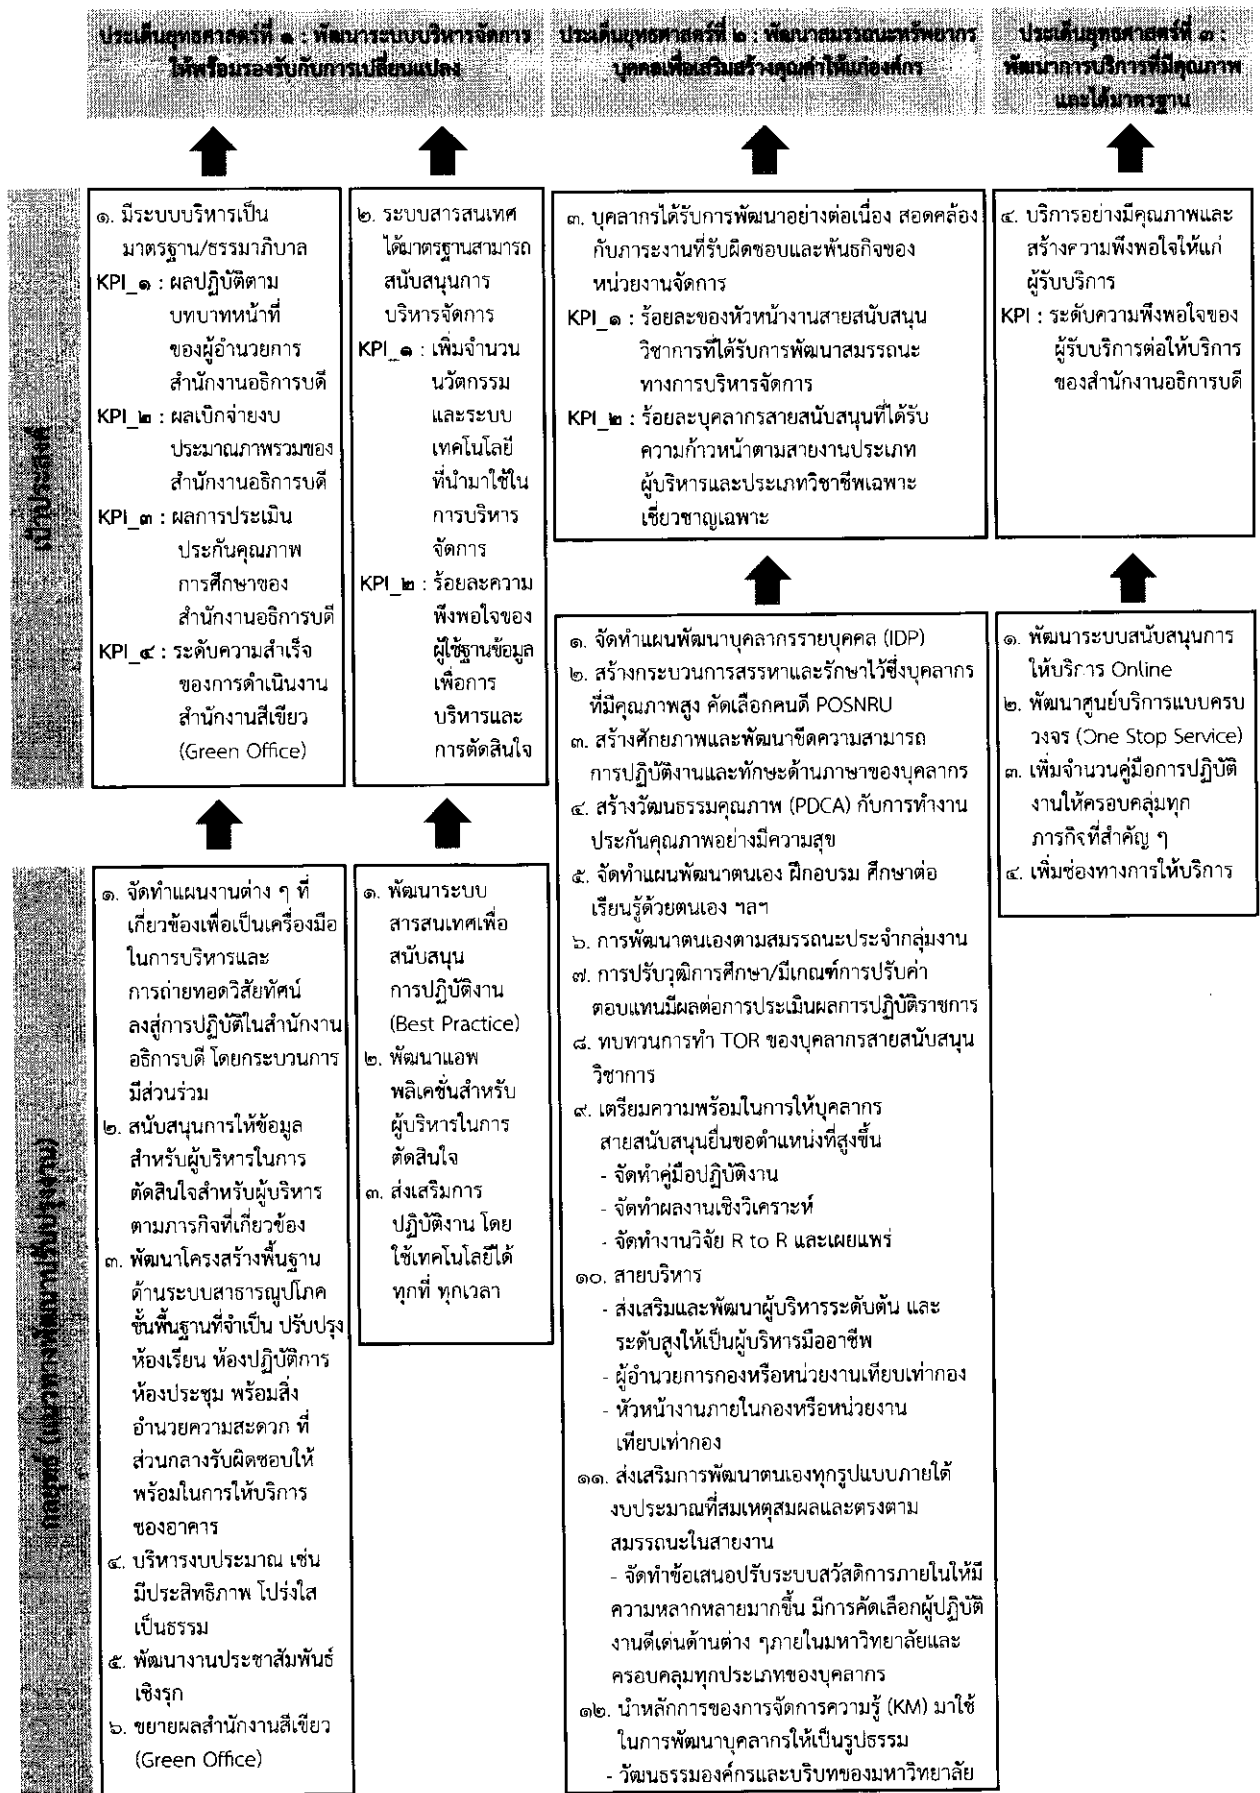 ประเด็นยุทธศาสตร์ที่ ๑ : พัฒนาระบบบริหารจัดการ
ให้พร้อมรองรับกับการเปลี่ยนแปลง
ประเด็นยุทธศาสตร์ที่ ๒ : พัฒนาสมรรถนะทรัพยากร
บุคคลเพื่อเสริมสร้างคุณค่าให้แก่องค์กร
ประเด็นยุทธศาสตร์ที่ ๓ :
พัฒนาการบริการที่มีคุณภาพ
และได้มาตรฐาน
เป้าประสงค์
๑. มีระบบบริหารเป็น
มาตรฐาน/ธรรมาภิบาล
KPI_๑ : ผลปฏิบัติตาม
บทบาทหน้าที่
ของผู้อำนวยการ
สำนักงานอธิการบดี
KPI_๒ : ผลเบิกจ่ายงบ
ประมาณภาพรวมของ
สำนักงานอธิการบดี
KPI_๓ : ผลการประเมิน
ประกันคุณภาพ
การศึกษาของ
สำนักงานอธิการบดี
KPI_๔ : ระดับความสำเร็จ
ของการดำเนินงาน
สำนักงานสีเขียว
(Green Office)
๒. ระบบสารสนเทศ
ได้มาตรฐานสามารถ
สนับสนุนการ
บริหารจัดการ
KPI_๑ : เพิ่มจำนวน
นวัตกรรม
และระบบ
เทคโนโลยี
ที่นำมาใช้ใน
การบริหาร
จัดการ
KPI_๒ : ร้อยละความ
พึงพอใจของ
ผู้ใช้ฐานข้อมูล
เพื่อการ
บริหารและ
การตัดสินใจ
๓. บุคลากรได้รับการพัฒนาอย่างต่อเนื่อง สอดคล้อง
กับภาระงานที่รับผิดชอบและพันธกิจของ
หน่วยงานจัดการ
KPI_๑ : ร้อยละของหัวหน้างานสายสนับสนุน
วิชาการที่ได้รับการพัฒนาสมรรถนะ
ทางการบริหารจัดการ
KPI_๒ : ร้อยละบุคลากรสายสนับสนุนที่ได้รับ
ความก้าวหน้าตามสายงานประเภท
ผู้บริหารและประเภทวิชาชีพเฉพาะ
เชี่ยวชาญเฉพาะ
๔. บริการอย่างมีคุณภาพและ
สร้างความพึงพอใจให้แก่
ผู้รับบริการ
KPI : ระดับความพึงพอใจของ
ผู้รับบริการต่อให้บริการ
ของสำนักงานอธิการบดี
กลยุทธ์ (แนวทางพัฒนาปรับปรุงงาน)
๑. จัดทำแผนงานต่าง ๆ ที่
เกี่ยวข้องเพื่อเป็นเครื่องมือ
ในการบริหารและ
การถ่ายทอดวิสัยทัศน์
ลงสู่การปฏิบัติในสำนักงาน
อธิการบดี โดยกระบวนการ
มีส่วนร่วม
๒. สนับสนุนการให้ข้อมูล
สำหรับผู้บริหารในการ
ตัดสินใจสำหรับผู้บริหาร
ตามภารกิจที่เกี่ยวข้อง
๓. พัฒนาโครงสร้างพื้นฐาน
ด้านระบบสาธารณูปโภค
ขั้นพื้นฐานที่จำเป็น ปรับปรุง
ห้องเรียน ห้องปฏิบัติการ
ห้องประชุม พร้อมสิ่ง
อำนวยความสะดวก ที่
ส่วนกลางรับผิดชอบให้
พร้อมในการให้บริการ
ของอาคาร
๔. บริหารงบประมาณ เช่น
มีประสิทธิภาพ โปร่งใส
เป็นธรรม
๕. พัฒนางานประชาสัมพันธ์
เชิงรุก
๖. ขยายผลสำนักงานสีเขียว
(Green Office)
๑. พัฒนาระบบ
สารสนเทศเพื่อ
สนับสนุน
การปฏิบัติงาน
(Best Practice)
๒. พัฒนาแอพ
พลิเคชั่นสำหรับ
ผู้บริหารในการ
ตัดสินใจ
๓. ส่งเสริมการ
ปฏิบัติงาน โดย
ใช้เทคโนโลยีได้
ทุกที่ ทุกเวลา
๑. จัดทำแผนพัฒนาบุคลากรรายบุคคล (IDP)
๒. สร้างกระบวนการสรรหาและรักษาไว้ซึ่งบุคลากร
ที่มีคุณภาพสูง คัดเลือกคนดี POSNRU
๓. สร้างศักยภาพและพัฒนาขีดความสามารถ
การปฏิบัติงานและทักษะด้านภาษาของบุคลากร
๔. สร้างวัฒนธรรมคุณภาพ (PDCA) กับการทำงาน
ประกันคุณภาพอย่างมีความสุข
๕. จัดทำแผนพัฒนาตนเอง ฝึกอบรม ศึกษาต่อ
เรียนรู้ด้วยตนเอง ฯลฯ
๖. การพัฒนาตนเองตามสมรรถนะประจำกลุ่มงาน
๗. การปรับวุฒิการศึกษา/มีเกณฑ์การปรับค่า
ตอบแทนมีผลต่อการประเมินผลการปฏิบัติราชการ
๘. ทบทวนการทำ TOR ของบุคลากรสายสนับสนุน
วิชาการ
๙. เตรียมความพร้อมในการให้บุคลากร
สายสนับสนุนยื่นขอตำแหน่งที่สูงขึ้น
- จัดทำคู่มือปฏิบัติงาน
- จัดทำผลงานเชิงวิเคราะห์
- จัดทำงานวิจัย R to R และเผยแพร่
๑๐. สายบริหาร
- ส่งเสริมและพัฒนาผู้บริหารระดับต้น และ
ระดับสูงให้เป็นผู้บริหารมืออาชีพ
- ผู้อำนวยการกองหรือหน่วยงานเทียบเท่ากอง
- หัวหน้างานภายในกองหรือหน่วยงาน
เทียบเท่ากอง
๑๑. ส่งเสริมการพัฒนาตนเองทุกรูปแบบภายใต้
งบประมาณที่สมเหตุสมผลและตรงตาม
สมรรถนะในสายงาน
- จัดทำข้อเสนอปรับระบบสวัสดิการภายในให้มี
ความหลากหลายมากขึ้น มีการคัดเลือกผู้ปฏิบัติ
งานดีเด่นด้านต่าง ๆภายในมหาวิทยาลัยและ
ครอบคลุมทุกประเภทของบุคลากร
๑๒. นำหลักการของการจัดการความรู้ (KM) มาใช้
ในการพัฒนาบุคลากรให้เป็นรูปธรรม
- วัฒนธรรมองค์กรและบริบทของมหาวิทยาลัย
๑. พัฒนาระบบสนับสนุนการ
ให้บริการ Online
๒. พัฒนาศูนย์บริการแบบครบ
วงจร (One Stop Service)
๓. เพิ่มจำนวนคู่มือการปฏิบัติ
งานให้ครอบคลุ่มทุก
ภารกิจที่สำคัญ ๆ
๔. เพิ่มช่องทางการให้บริการ